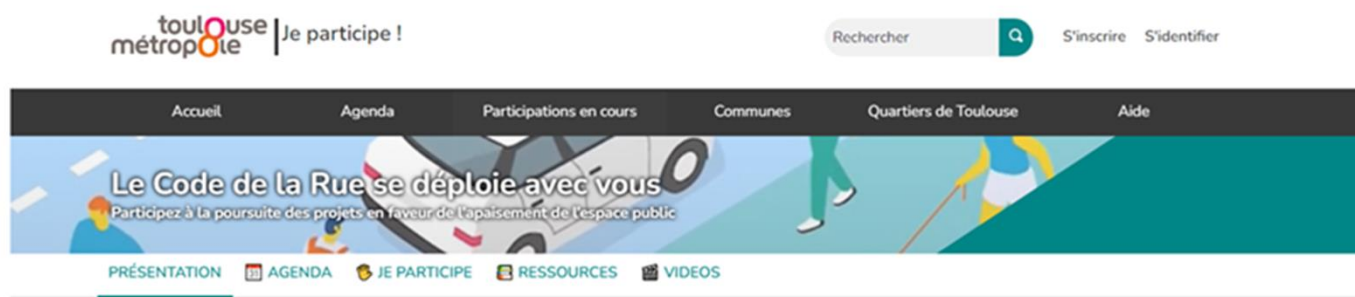 toulouse
métropole
Je participe !
Rechercher
S'inscrire
S'identifier
Accueil
Agenda
Participations en cours
Communes
Quartiers de Toulouse
Aide
Le Code de la Rue se déploie avec vous
Participez à la poursuite des projets en faveur de l'apaisement de l'espace public
PRÉSENTATION
AGENDA
JE PARTICIPE
RESSOURCES
VIDEOS